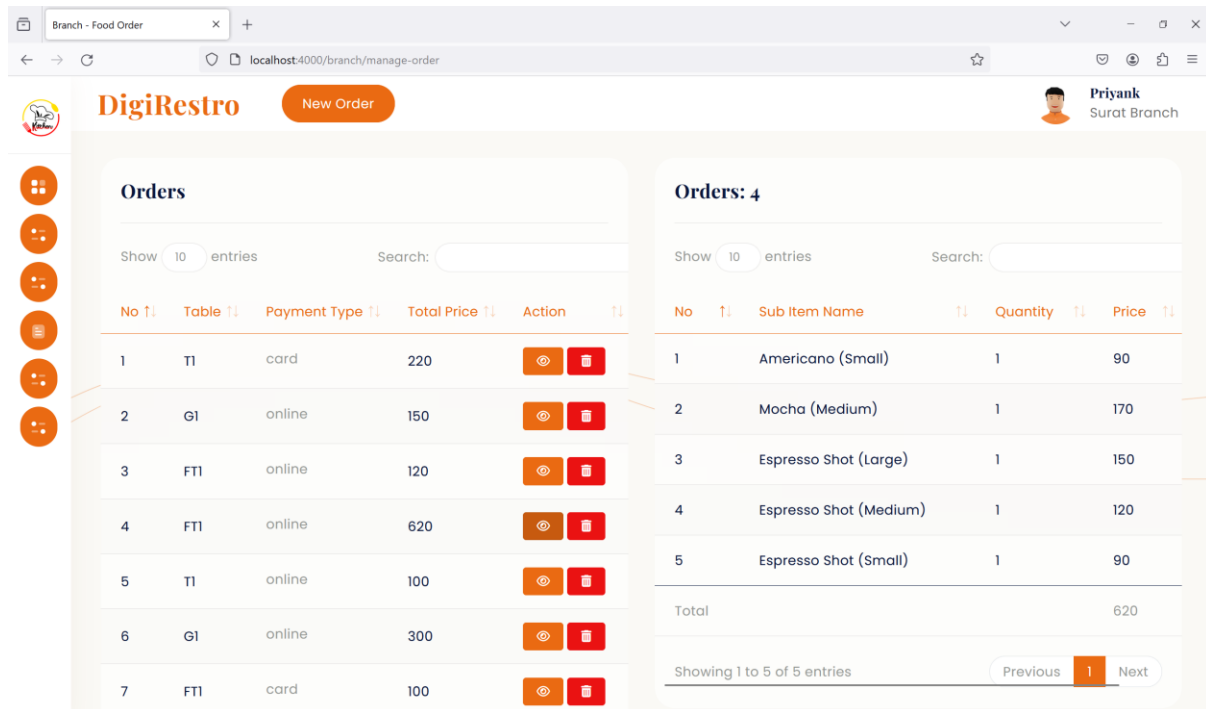 Branch - Food Order
localhost:4000/branch/manage-order
Kitchen
DigiRestro
New Order
Priyank
Surat Branch
Orders
Show 10 entries Search:
No Table Payment Type Total Price Action
1 T1 card 220
2 G1 online 150
3 FT1 online 120
4 FT1 online 620
5 T1 online 100
6 G1 online 300
7 FT1 card 100
Orders: 4
Show 10 entries Search:
No Sub Item Name Quantity Price
1 Americano (Small) 1 90
2 Mocha (Medium) 1 170
3 Espresso Shot (Large) 1 150
4 Espresso Shot (Medium) 1 120
5 Espresso Shot (Small) 1 90
Total 620
Showing 1 to 5 of 5 entries Previous 1 Next